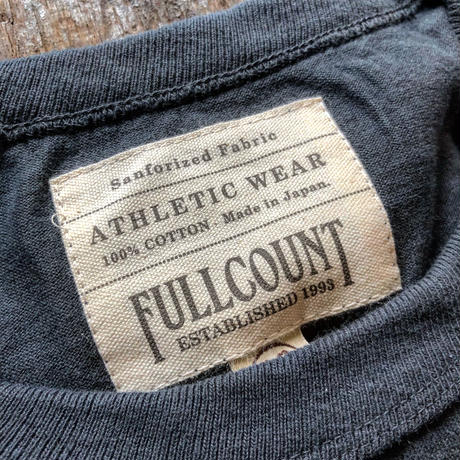 Sanforized Fabric
ATHLETIC WEAR
100% COTTON · Made in Japan.
FULLCOUNT
ESTABLISHED 1993